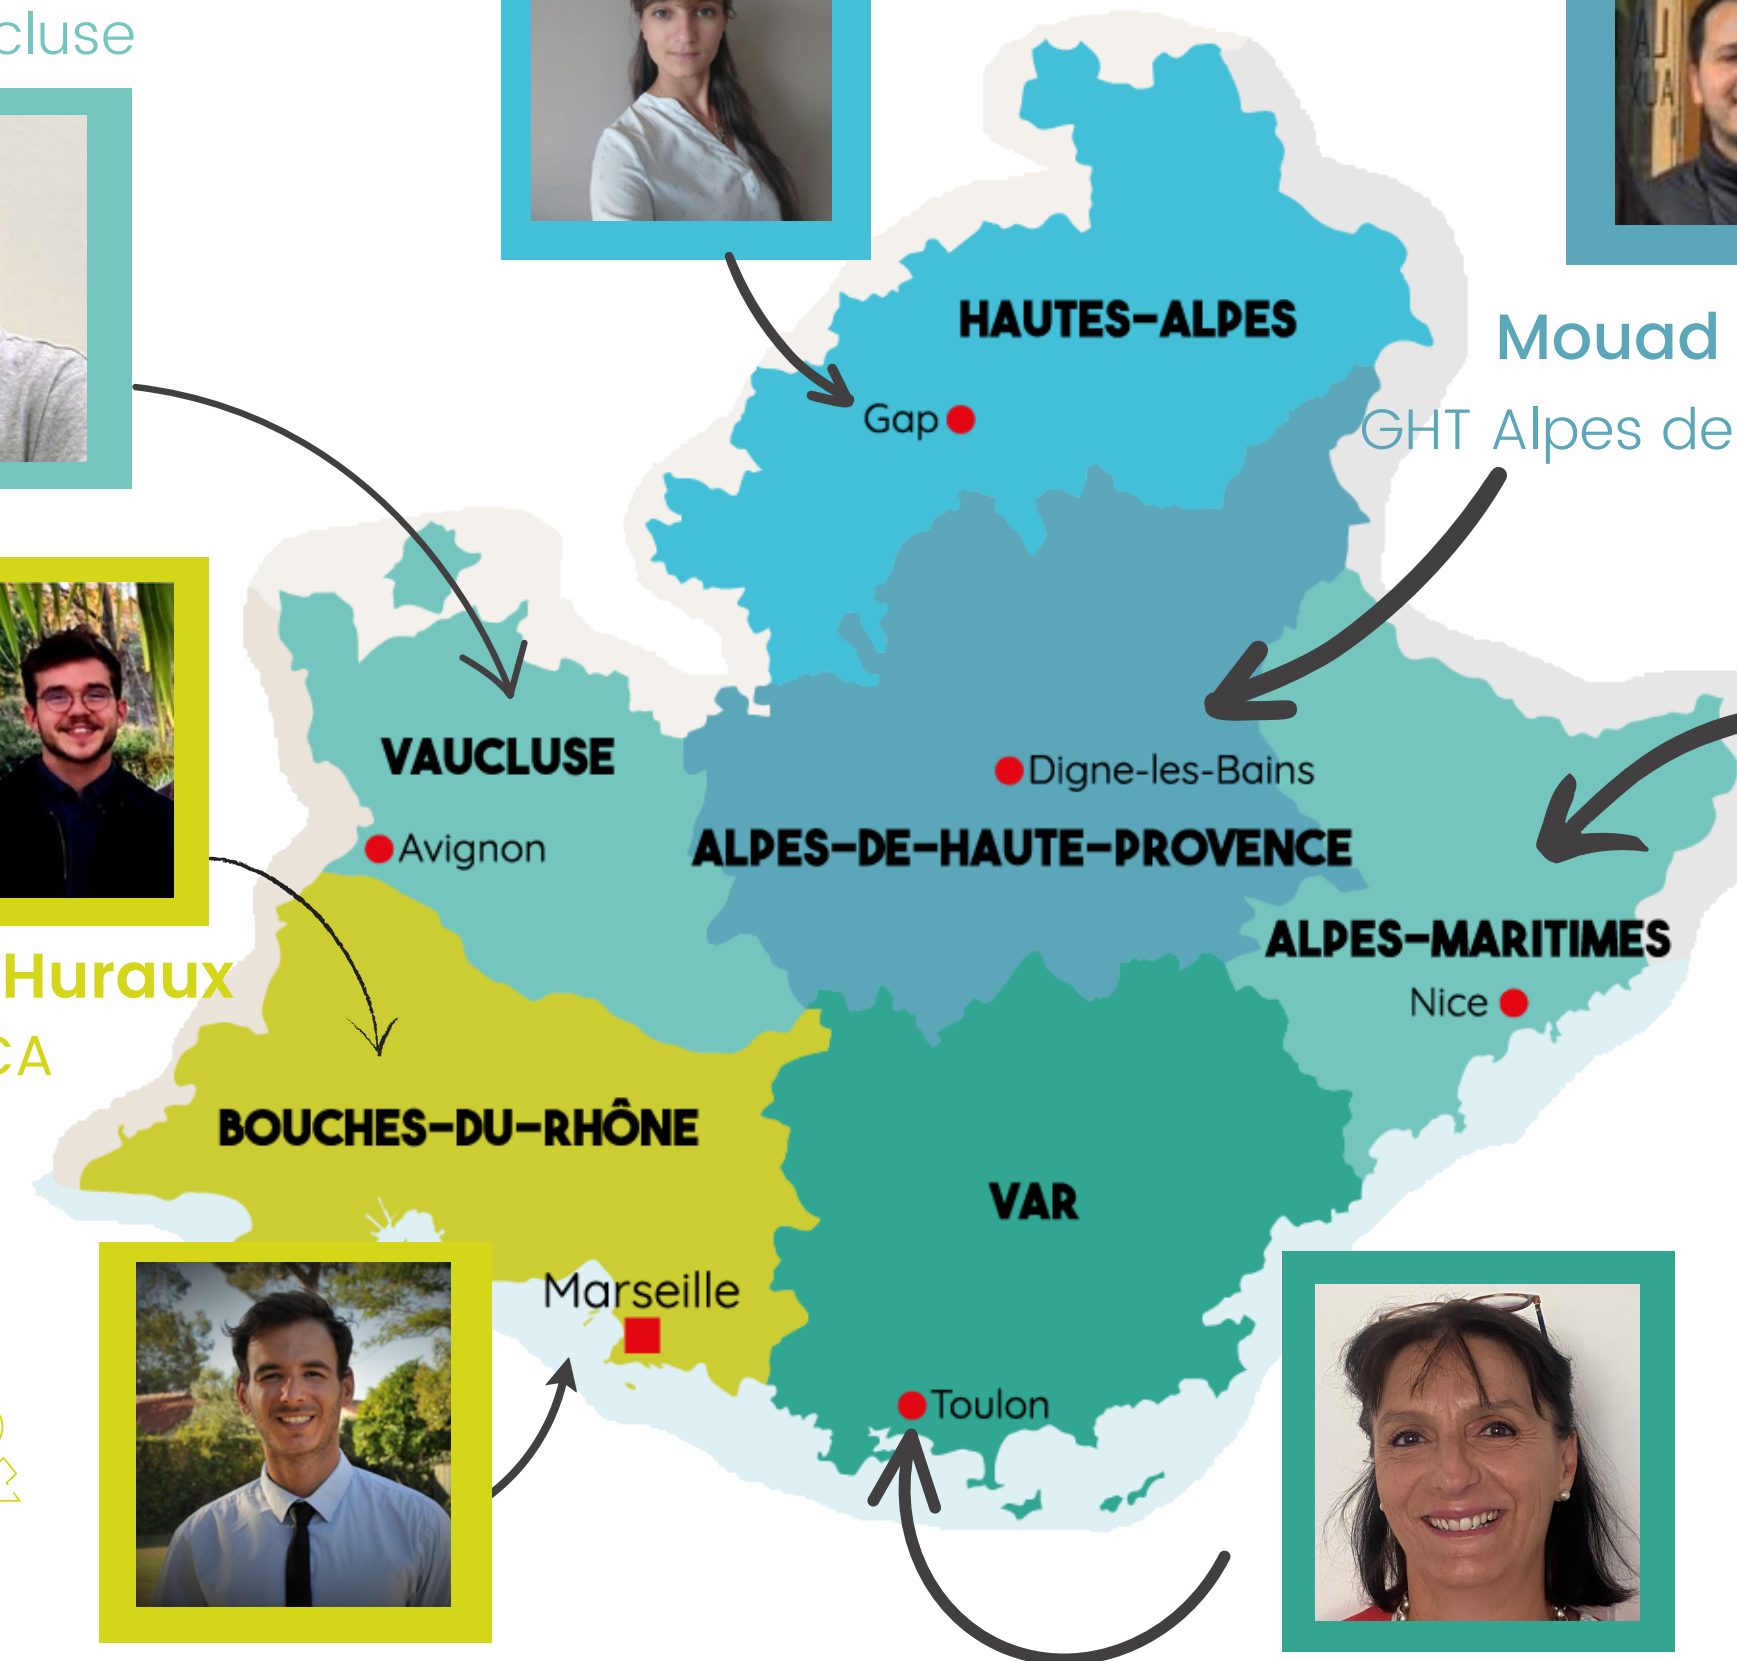 cluse
HAUTES-ALPES
Gap
Mouad
GHT Alpes de
VAUCLUSE
Avignon
Digne-les-Bains
ALPES-DE-HAUTE-PROVENCE
ALPES-MARITIMES
Nice
Huraux
CA
BOUCHES-DU-RHÔNE
VAR
Marseille
Toulon